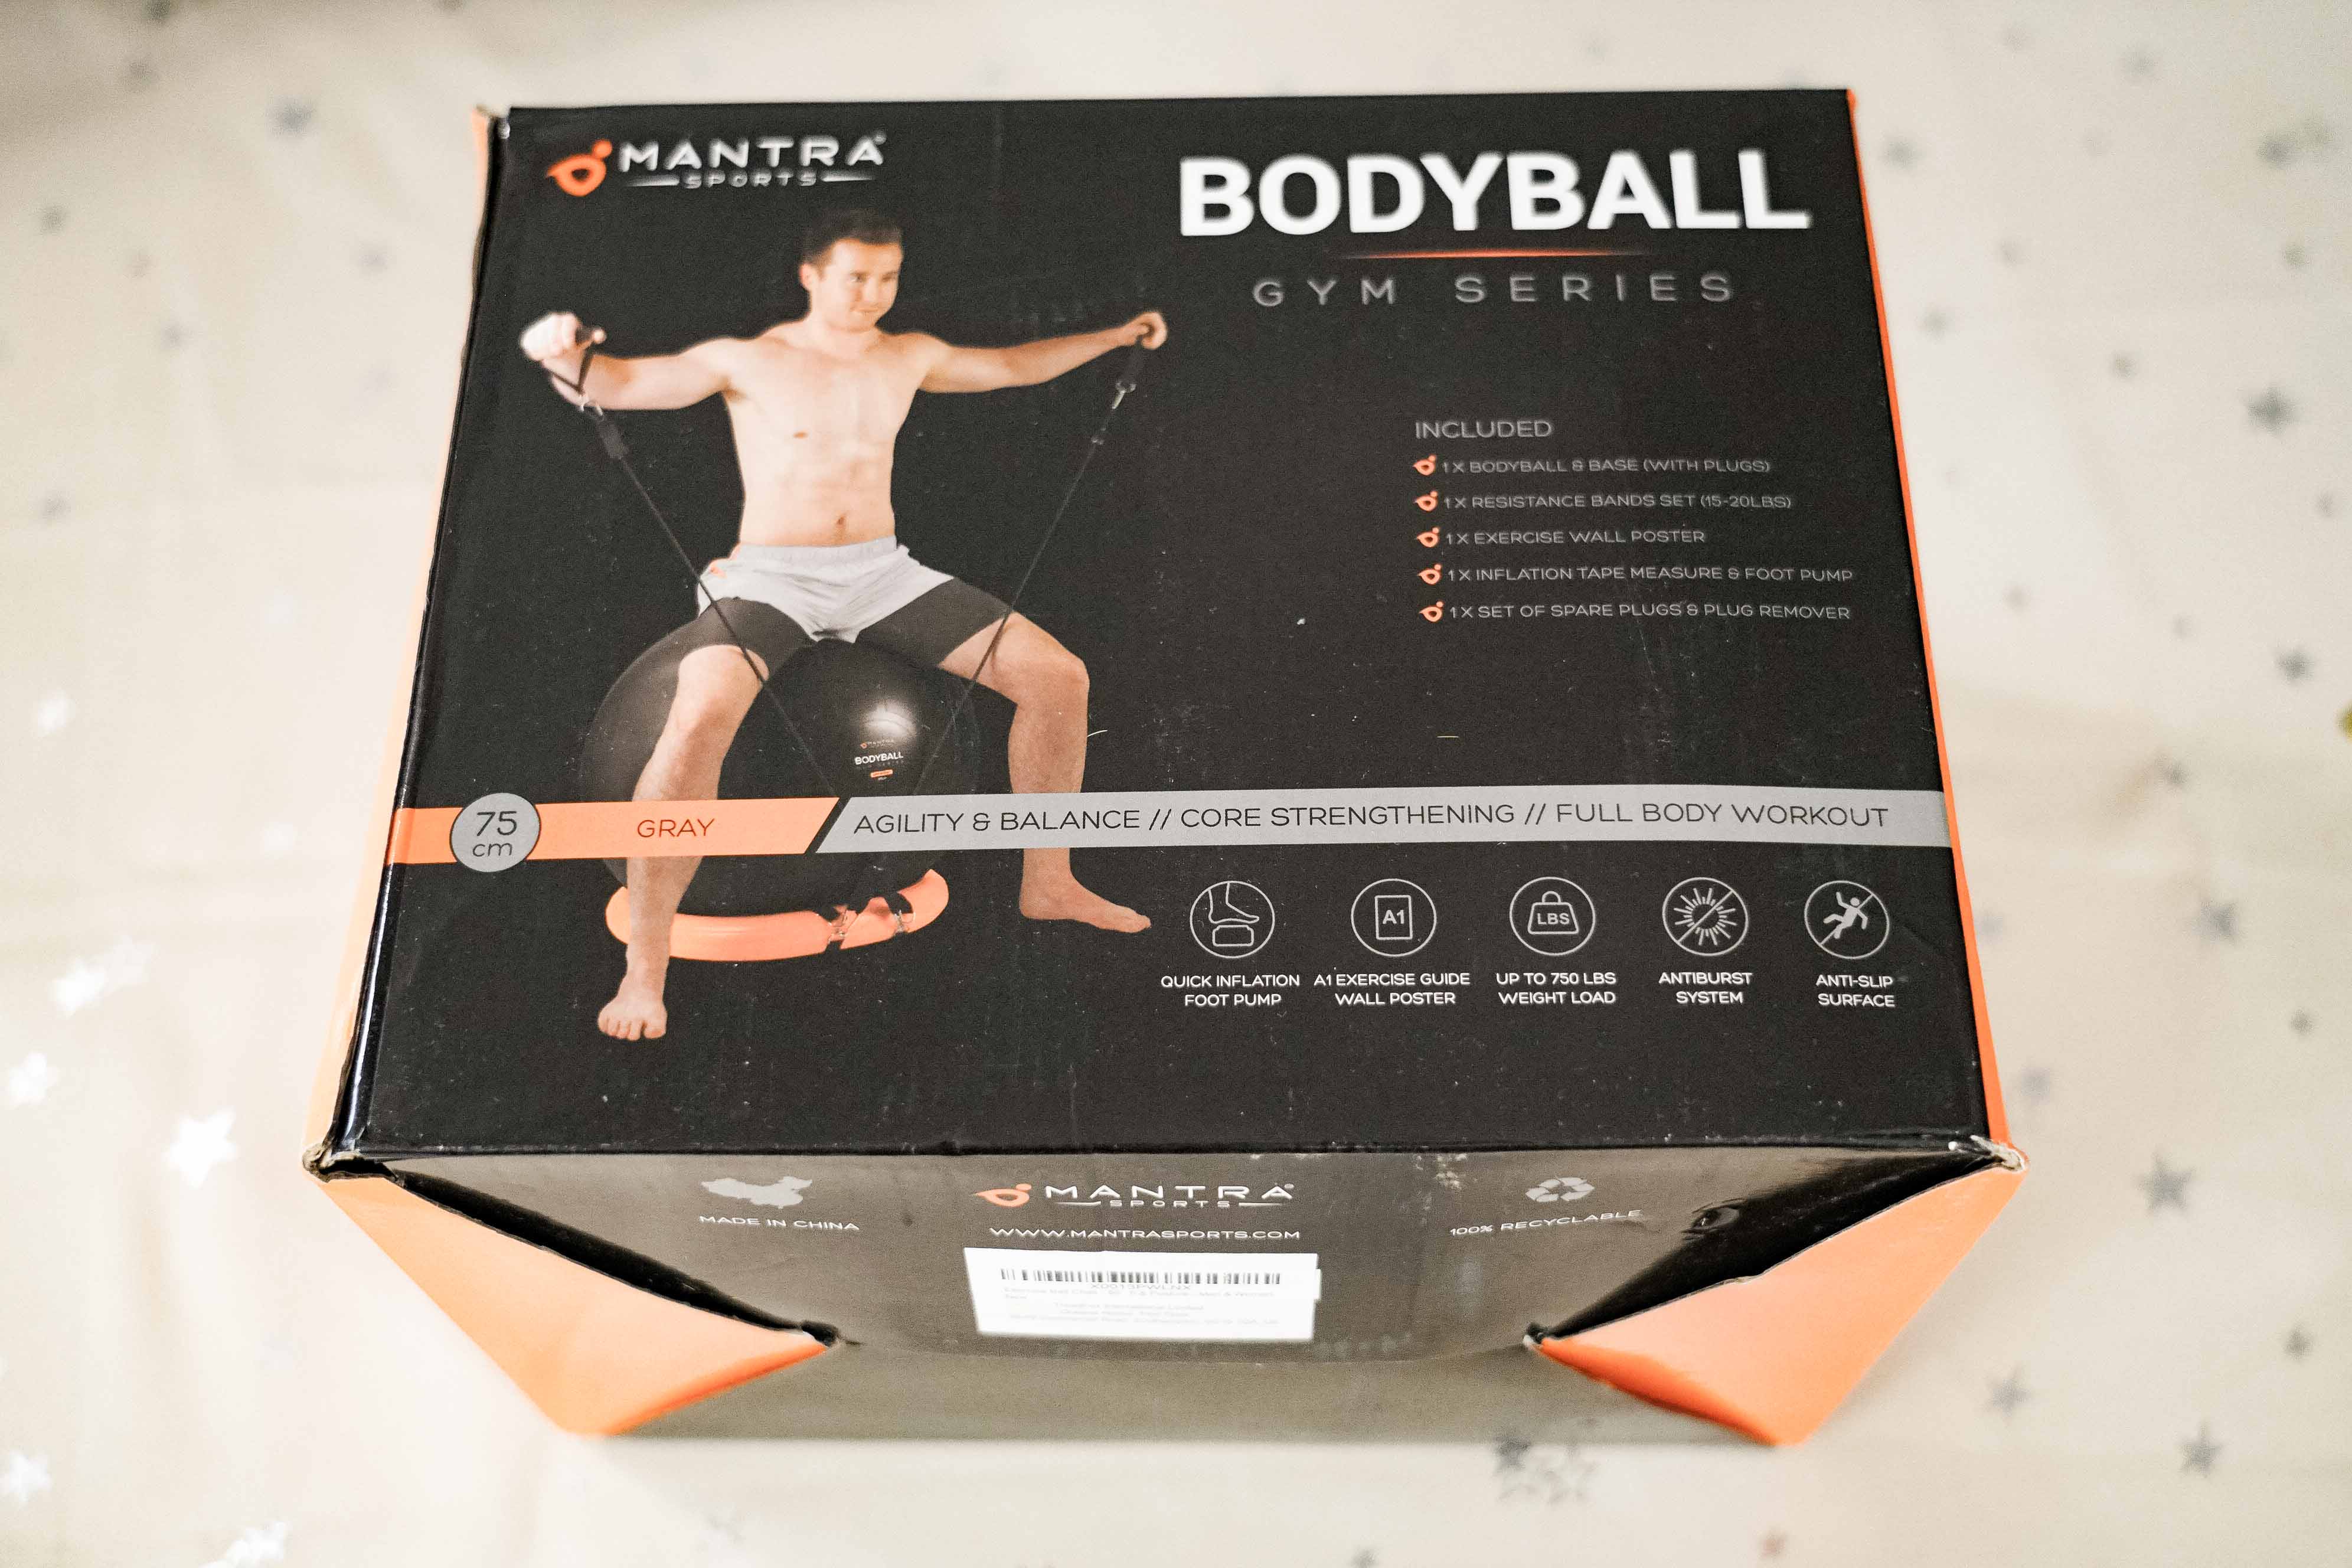 MANTRA®
SPORTS
BODYBALL
GYM SERIES
INCLUDED
1 X BODYBALL & BASE (WITH PLUGS)
1 X RESISTANCE BANDS SET (15-20LBS)
1 X EXERCISE WALL POSTER
1 X INFLATION TAPE MEASURE & FOOT PUMP
1 X SET OF SPARE PLUGS & PLUG REMOVER
MANTRA
BODYBALL
75
cm
GRAY
AGILITY & BALANCE // CORE STRENGTHENING // FULL BODY WORKOUT
A1
LBS
QUICK INFLATION
FOOT PUMP
A1 EXERCISE GUIDE
WALL POSTER
UP TO 750 LBS
WEIGHT LOAD
ANTIBURST
SYSTEM
ANTI-SLIP
SURFACE
MADE IN CHINA
MANTRA®
SPORTS
WWW.MANTRASPORTS.COM
100% RECYCLABLE